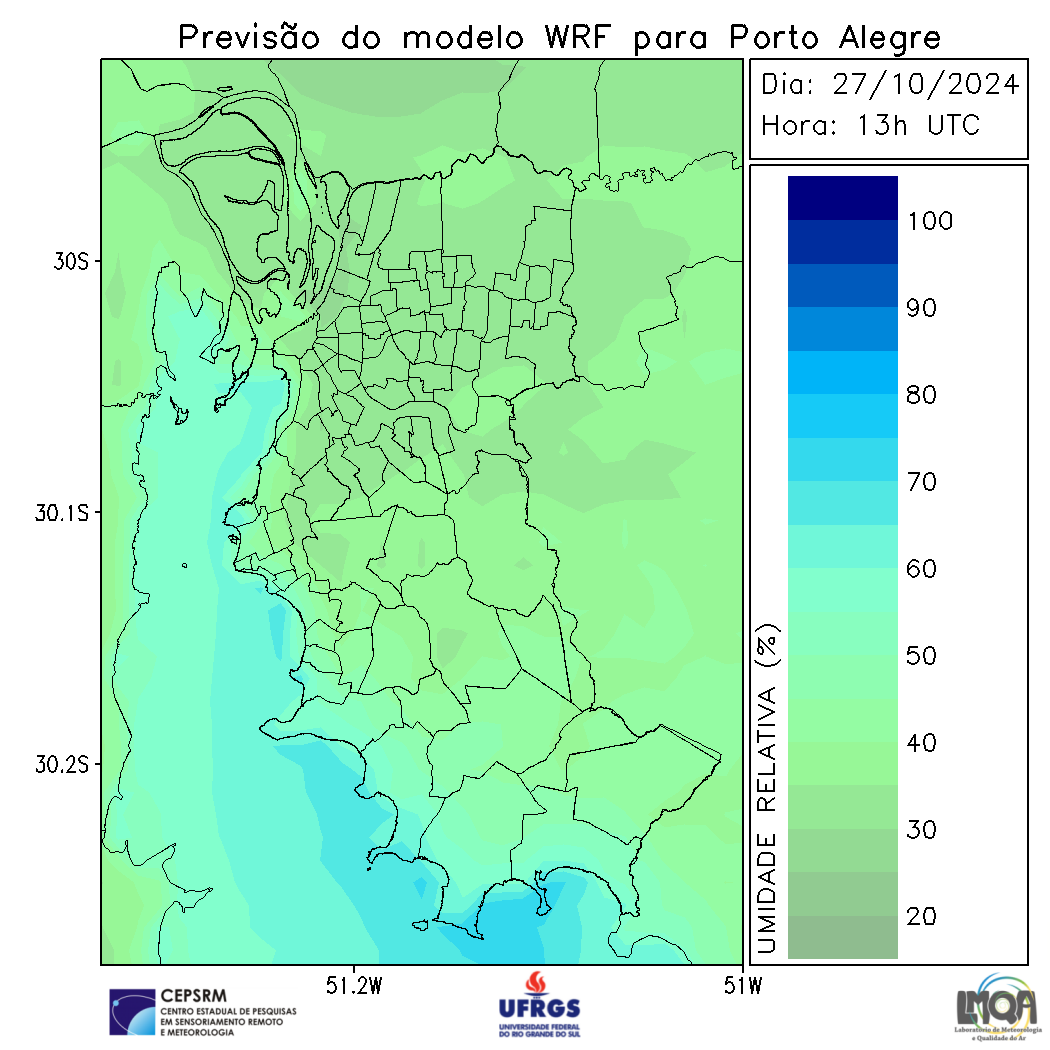 Previsão do modelo WRF para Porto Alegre
Dia: 27/10/2024
Hora: 13h UTC
100
90
80
70
60
50
40
30
20
UMIDADE RELATIVA (%)
30S
30.1S
30.2S
51.2W
51W
CEPSRM
CENTRO ESTADUAL DE PESQUISAS
EM SENSORIAMENTO REMOTO
E METEOROLOGIA
UFRGS
UNIVERSIDADE FEDERAL
DO RIO GRANDE DO SUL
LMQA
Laboratório de Meteorologia
e Qualidade do Ar